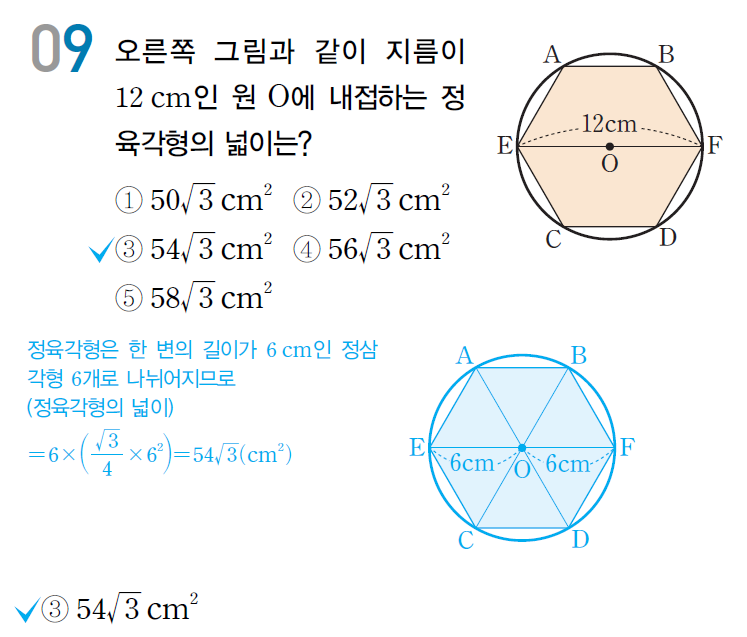 09 오른쪽 그림과 같이 지름이
12 cm인 원 O에 내접하는 정
육각형의 넓이는?
① 50√3 cm² ② 52√3 cm²
③ 54√3 cm² ④ 56√3 cm²
⑤ 58√3 cm²
A B
12cm
E F
O
C D
정육각형은 한 변의 길이가 6 cm인 정삼
각형 6개로 나뉘어지므로
(정육각형의 넓이)
=6×(√3/4×6²)=54√3(cm²)
A B
E F
6cm O 6cm
C D
③ 54√3 cm²